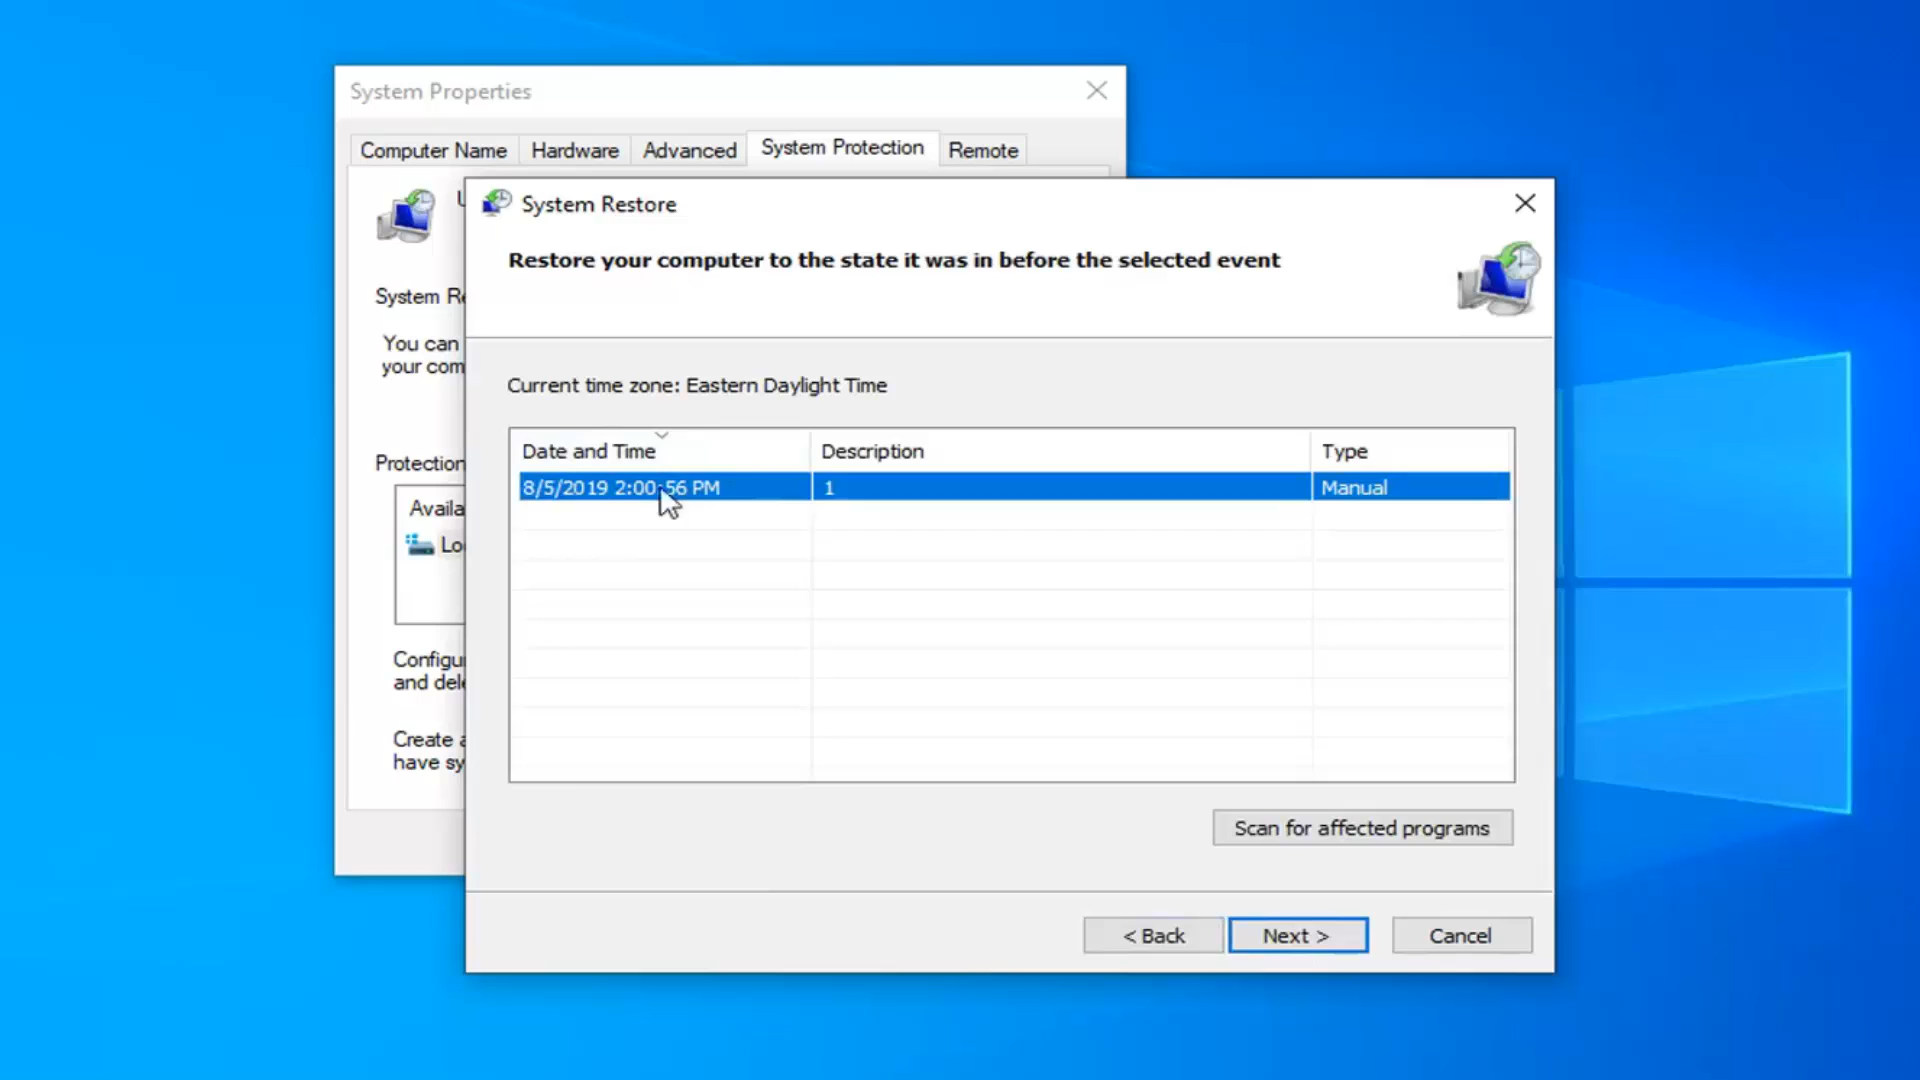 System Properties
Computer Name
Hardware
Advanced
System Protection
Remote
System Restore
Restore your computer to the state it was in before the selected event
System Re
You can
your com
Current time zone: Eastern Daylight Time
Date and Time
Description
Type
8/5/2019 2:00:56 PM
1
Manual
Protection
Availa
Lo
Configu
and dele
Create a
have sy
Scan for affected programs
< Back
Next >
Cancel